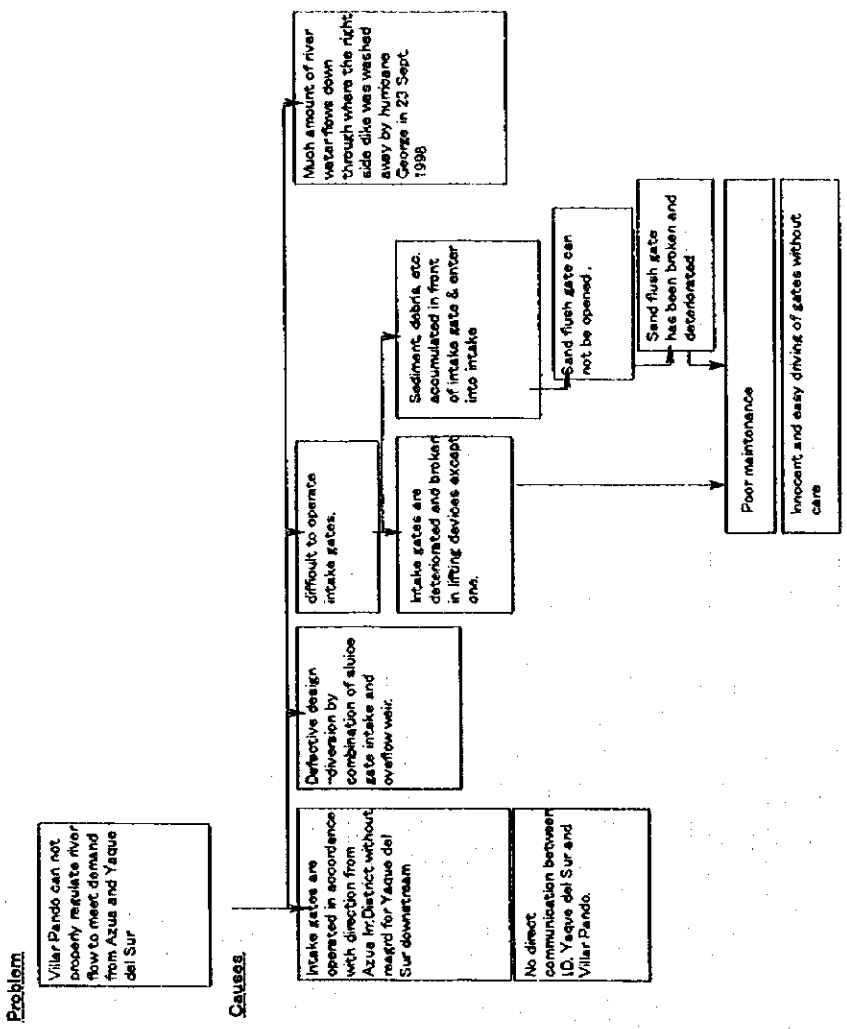 Problem
Villar Pando can not
properly regulate river
flow to meet demand
from Azua and Yaque
del Sur
Causes
Intake gates are
operated in accordance
with direction from
Azua Irr.District without
reagrd for Yaque del
Sur downstream
No direct
communication between
I.D. Yaque del Sur and
Villar Pando.
Defective design
-diversion by
combination of sluice
gate intake and
overflow weir.
difficult to operate
intake gates.
Intake gates are
deteriorated and broken
in lifting devices except
one.
Sediment, debris, etc.
accumulated in front
of intake gate & enter
into intake
Sand flush gate can
not be opened.
Sand flush gate
has been broken and
deteriorated
Poor maintenance
Innocent and easy driving of gates without
care
Much amount of river
water flows down
through where the right
side dike was washed
away by hurricane
George in 23 Sept.
1998